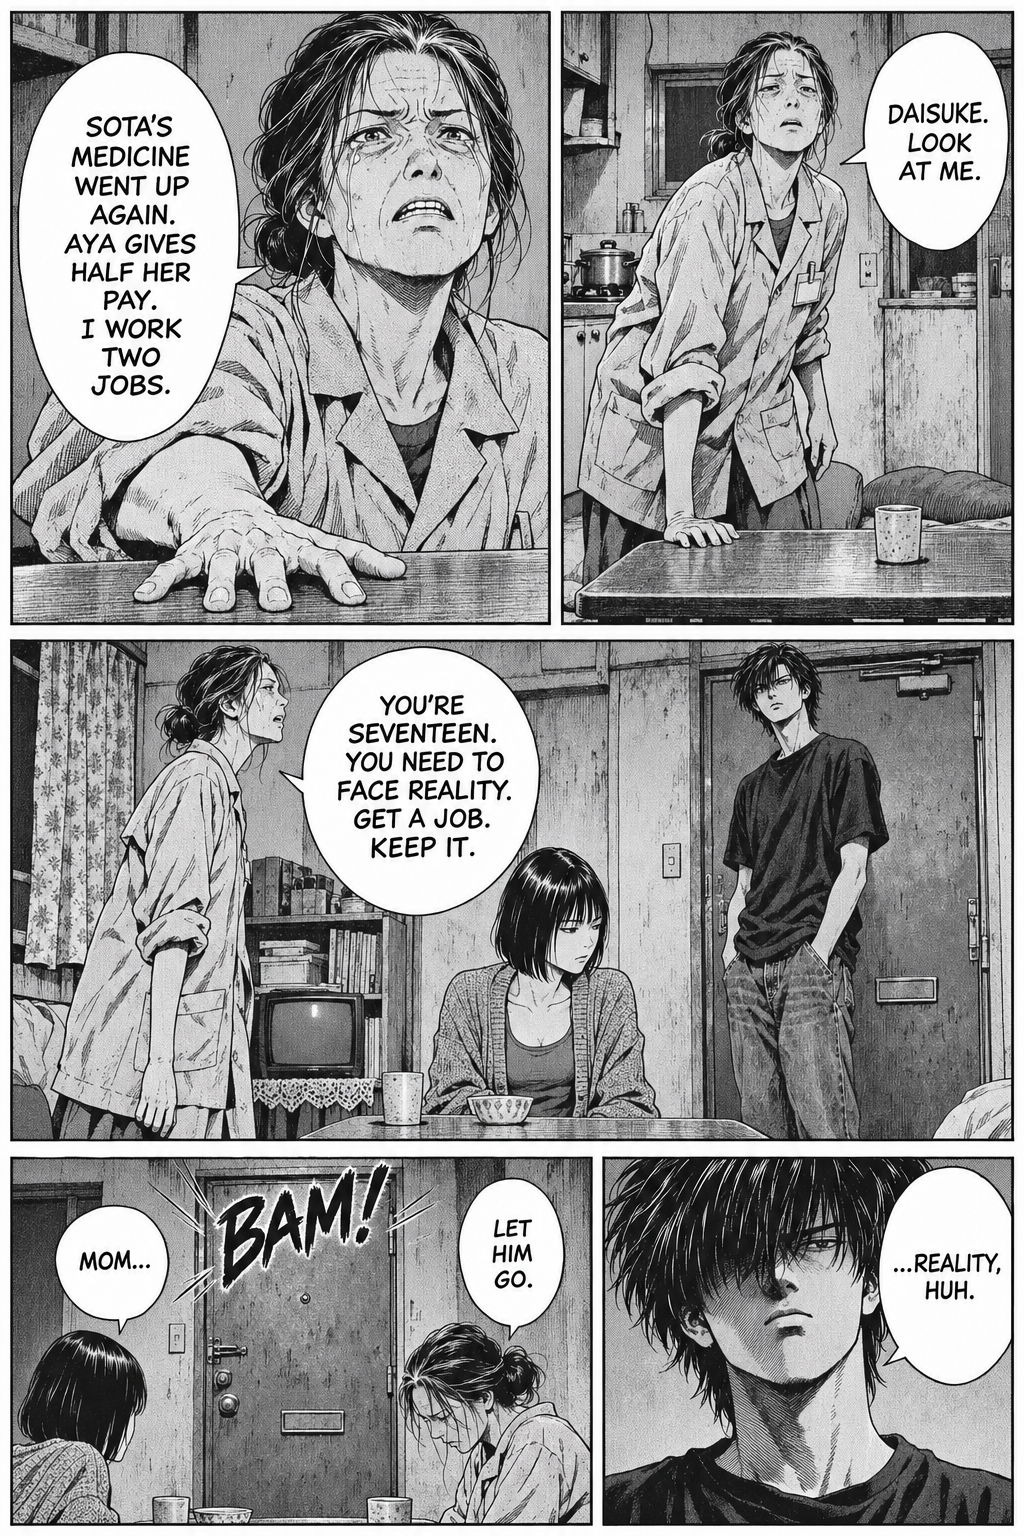 DAISUKE.
LOOK
AT ME.
SOTA'S
MEDICINE
WENT UP
AGAIN.
AYA GIVES
HALF HER
PAY.
I WORK
TWO
JOBS.
YOU'RE
SEVENTEEN.
YOU NEED TO
FACE REALITY.
GET A JOB.
KEEP IT.
...REALITY,
HUH.
BAM!
LET
HIM
GO.
MOM...